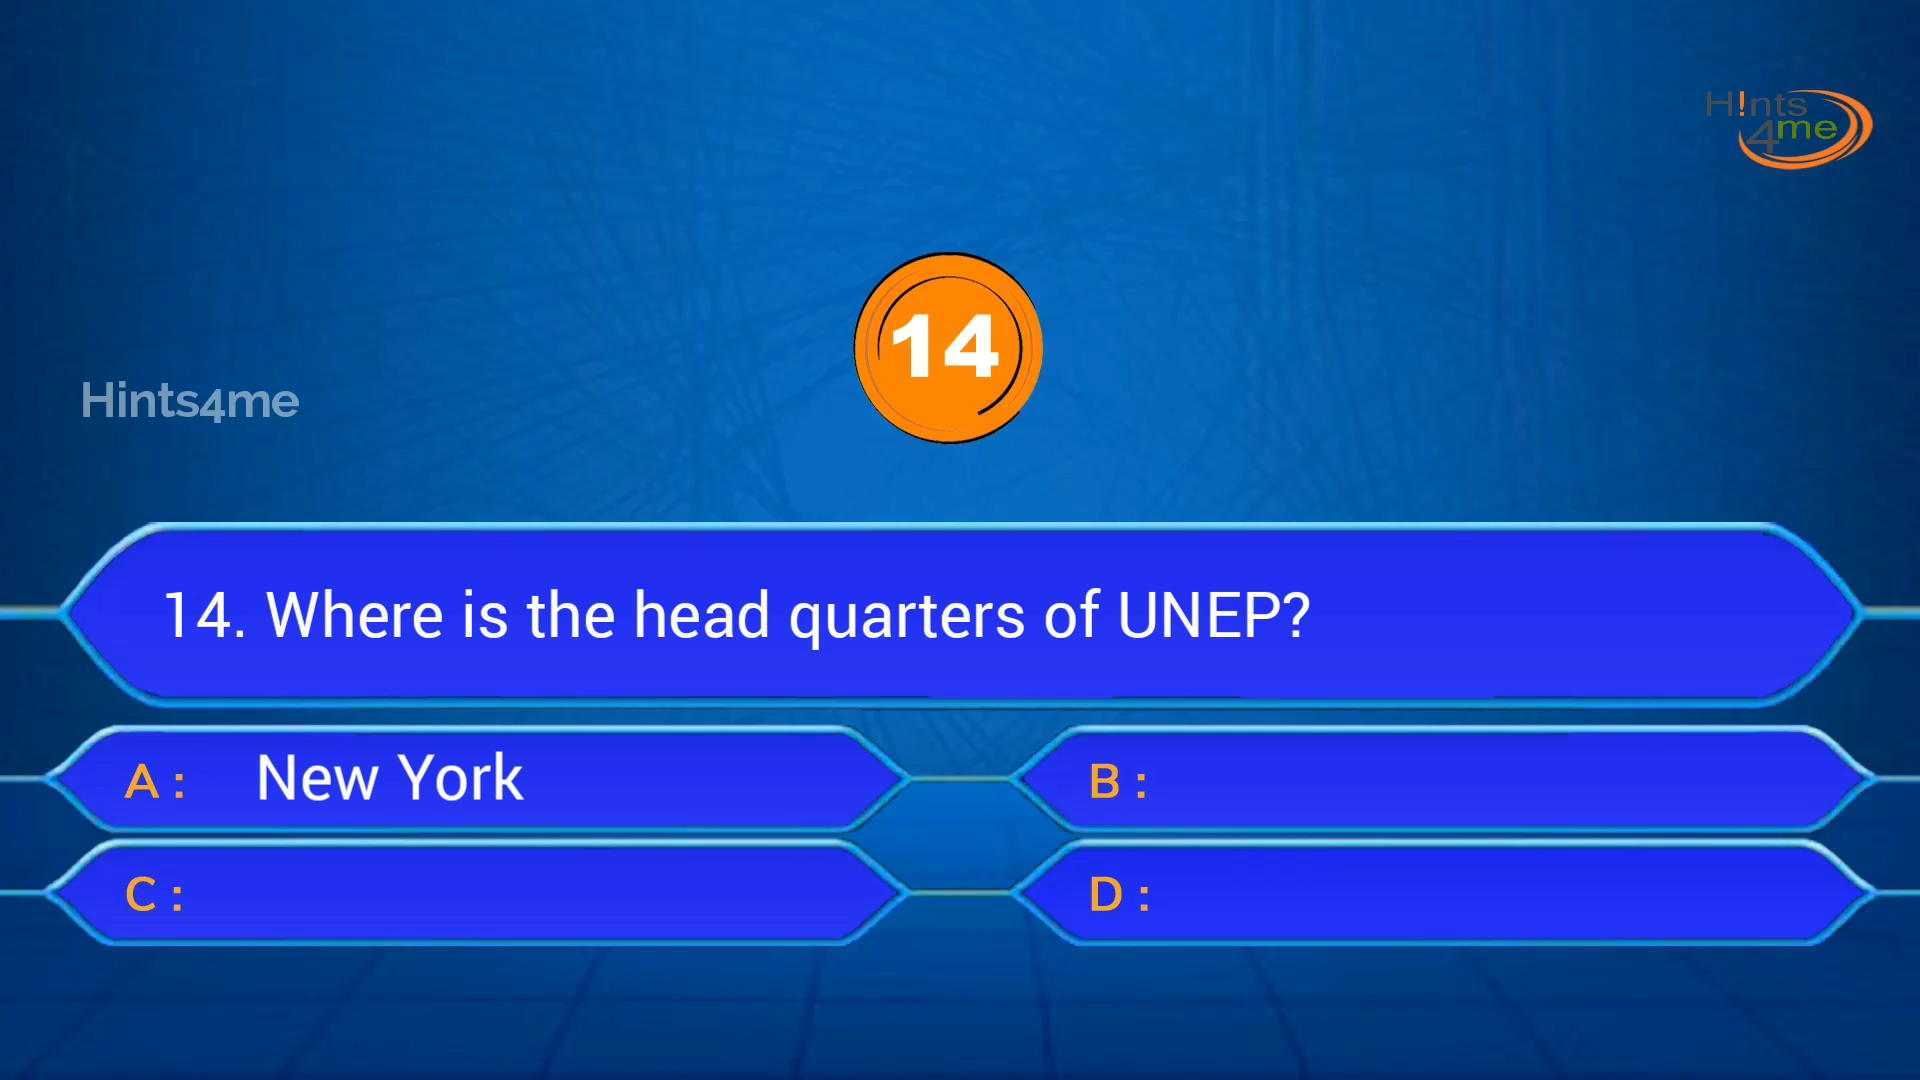 H!nts
4me
14
Hints4me
14. Where is the head quarters of UNEP?
A : New York
B :
C :
D :